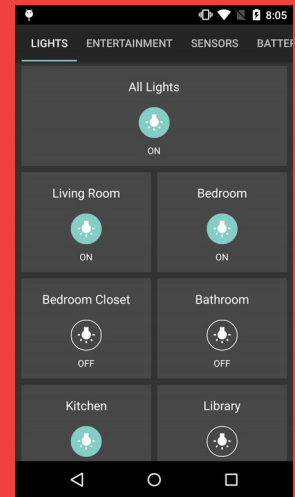 8:05
LIGHTS ENTERTAINMENT SENSORS
All Lights
ON
Living Room Bedroom
ON ON
Bedroom Closet Bathroom
OFF OFF
Kitchen Library